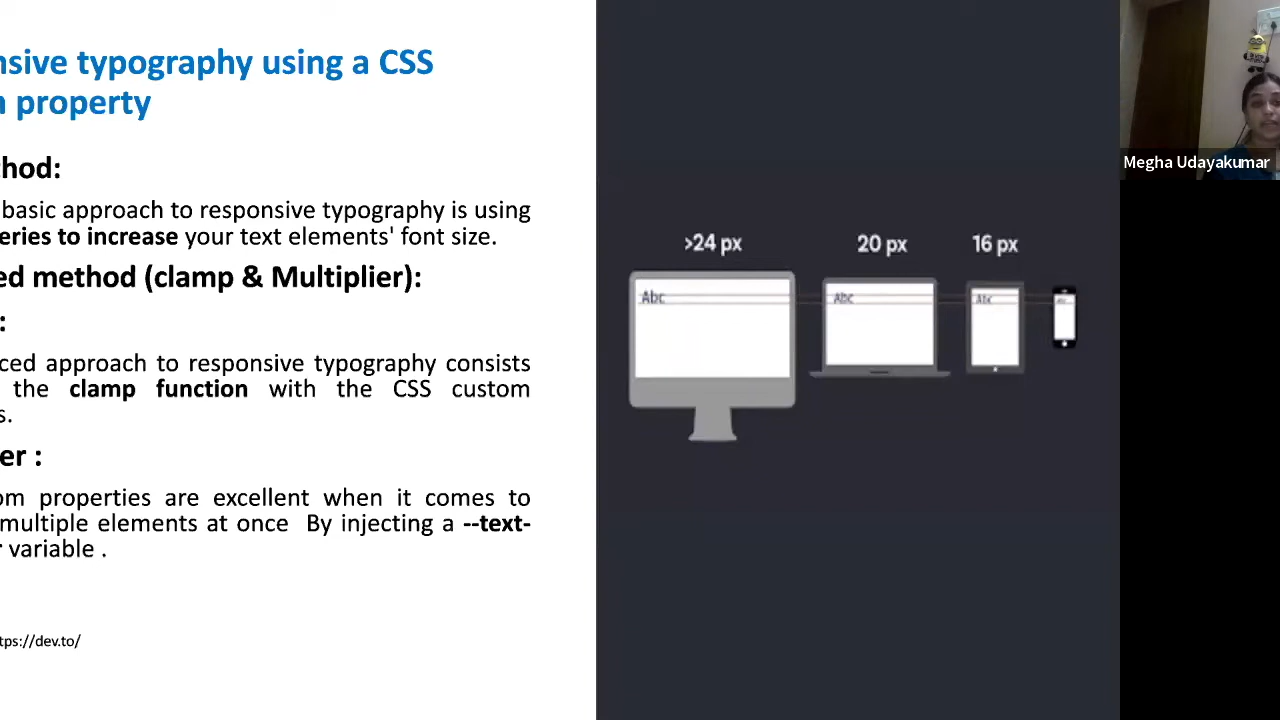 nsive typography using a CSS
m property
thod:
basic approach to responsive typography is using
eries to increase your text elements' font size.
ed method (clamp & Multiplier):
:
ced approach to responsive typography consists
the clamp function with the CSS custom
s.
er :
om properties are excellent when it comes to
multiple elements at once By injecting a --text-
r variable .
tps://dev.to/
>24 px
20 px
16 px
Abc
Abc
Abc
Megha Udayakumar